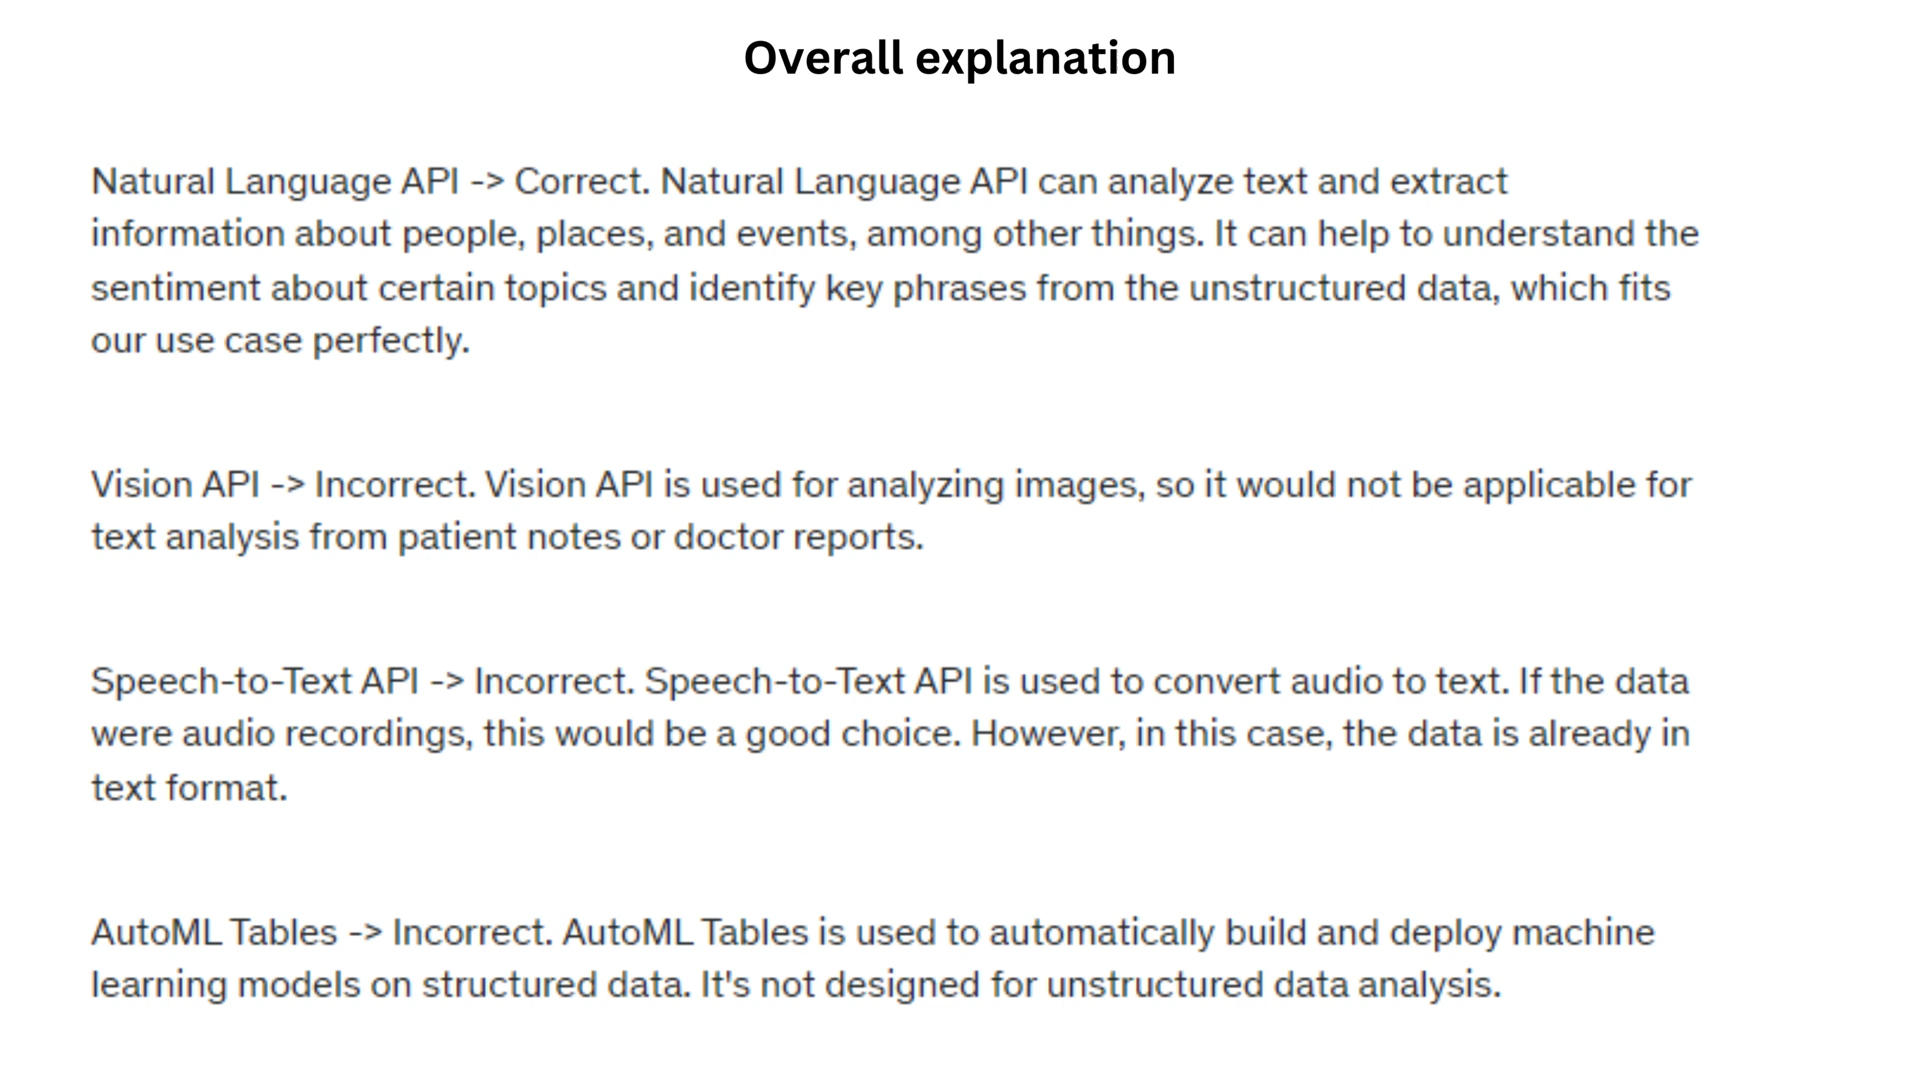 Overall explanation
Natural Language API -> Correct. Natural Language API can analyze text and extract
information about people, places, and events, among other things. It can help to understand the
sentiment about certain topics and identify key phrases from the unstructured data, which fits
our use case perfectly.
Vision API -> Incorrect. Vision API is used for analyzing images, so it would not be applicable for
text analysis from patient notes or doctor reports.
Speech-to-Text API -> Incorrect. Speech-to-Text API is used to convert audio to text. If the data
were audio recordings, this would be a good choice. However, in this case, the data is already in
text format.
AutoML Tables -> Incorrect. AutoML Tables is used to automatically build and deploy machine
learning models on structured data. It's not designed for unstructured data analysis.